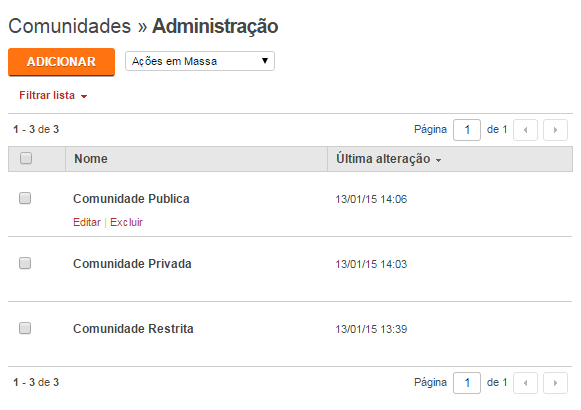 Comunidades » Administração
ADICIONAR Ações em Massa
Filtrar lista
1 - 3 de 3 Página 1 de 1
Nome Última alteração
Comunidade Publica 13/01/15 14:06
Editar | Excluir
Comunidade Privada 13/01/15 14:03
Comunidade Restrita 13/01/15 13:39
1 - 3 de 3 Página 1 de 1